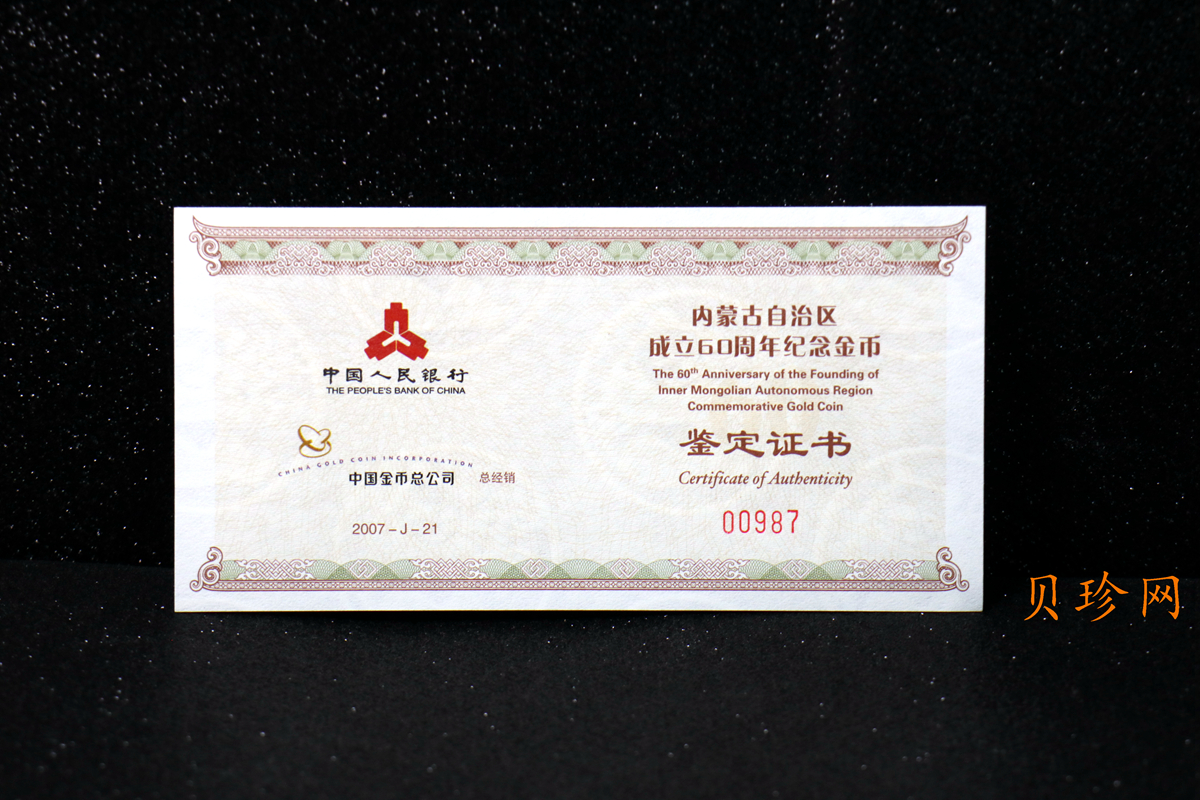 中国人民银行
THE PEOPLE'S BANK OF CHINA
CHINA GOLD COIN INCORPORATION
中国金币总公司 总经销
2007-J-21
内蒙古自治区
成立60周年纪念金币
The 60th Anniversary of the Founding of
Inner Mongolian Autonomous Region
Commemorative Gold Coin
鉴定证书
Certificate of Authenticity
00987
贝珍网